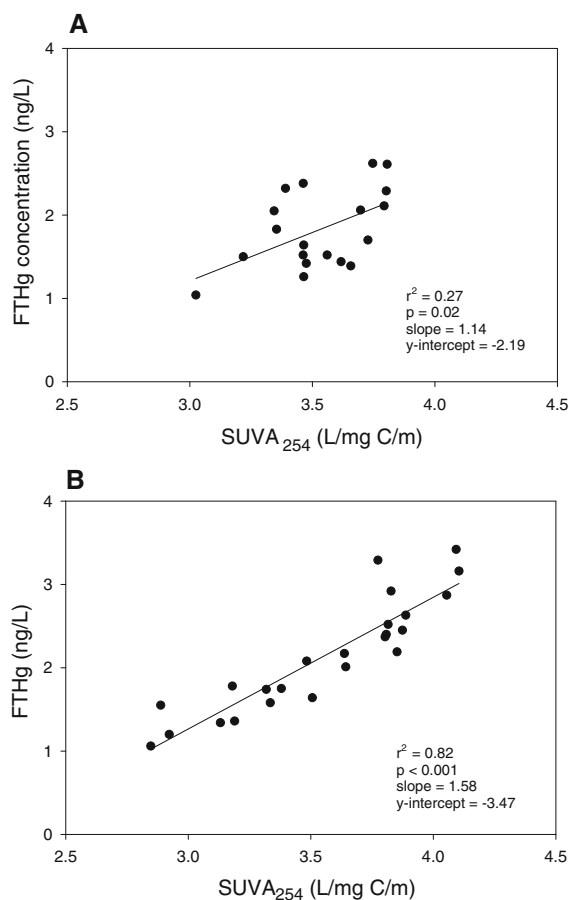 A
4
3
2
1
0
FTHg concentration (ng/L)
r² = 0.27
p = 0.02
slope = 1.14
y-intercept = -2.19
2.5 3.0 3.5 4.0 4.5
SUVA₂₅₄ (L/mg C/m)
B
4
3
2
1
0
FTHg (ng/L)
r² = 0.82
p < 0.001
slope = 1.58
y-intercept = -3.47
2.5 3.0 3.5 4.0 4.5
SUVA₂₅₄ (L/mg C/m)